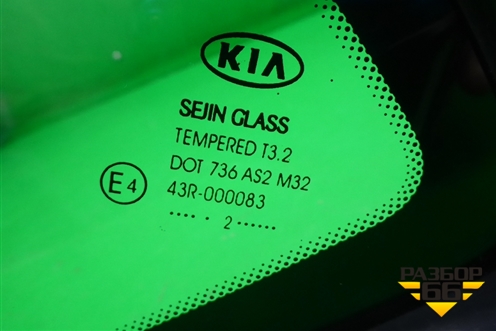 KIA
SEJIN GLASS
TEMPERED T3.2
DOT 736 AS2 M32
E4 43R-000083
..... 2 ......
РАЗБОР
66